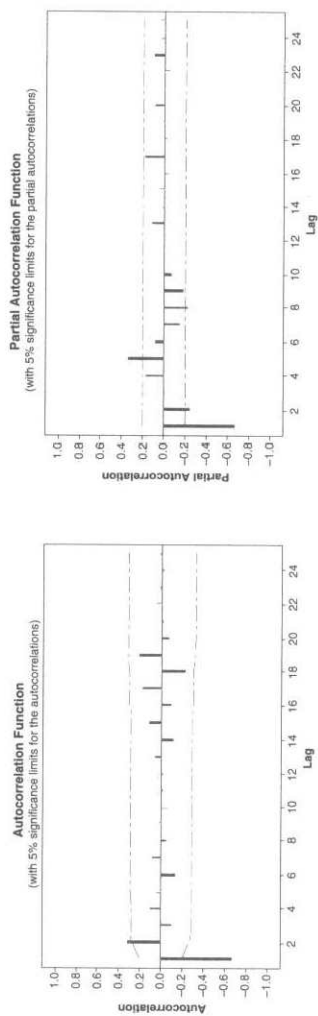 Autocorrelation Function
(with 5% significance limits for the autocorrelations)
1.0
0.8
0.6
0.4
0.2
0.0
−0.2
−0.4
−0.6
−0.8
−1.0
Autocorrelation
2 4 6 8 10 12 14 16 18 20 22 24
Lag
Partial Autocorrelation Function
(with 5% significance limits for the partial autocorrelations)
1.0
0.8
0.6
0.4
0.2
0.0
−0.2
−0.4
−0.6
−0.8
−1.0
Partial Autocorrelation
2 4 6 8 10 12 14 16 18 20 22 24
Lag